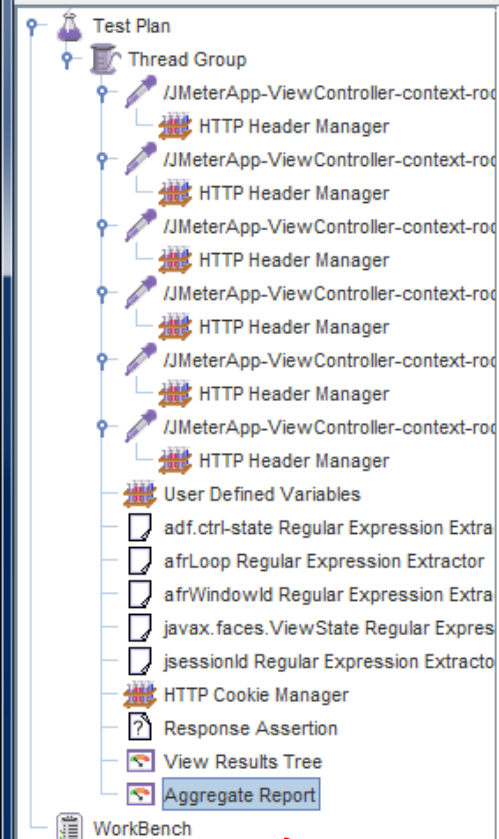 Test Plan
Thread Group
/JMeterApp-ViewController-context-roo
HTTP Header Manager
/JMeterApp-ViewController-context-roo
HTTP Header Manager
/JMeterApp-ViewController-context-roo
HTTP Header Manager
/JMeterApp-ViewController-context-roo
HTTP Header Manager
/JMeterApp-ViewController-context-roo
HTTP Header Manager
/JMeterApp-ViewController-context-roo
HTTP Header Manager
User Defined Variables
adf.ctrl-state Regular Expression Extra
afrLoop Regular Expression Extractor
afrWindowId Regular Expression Extra
javax.faces.ViewState Regular Expres
jsessionId Regular Expression Extracto
HTTP Cookie Manager
Response Assertion
View Results Tree
Aggregate Report
WorkBench